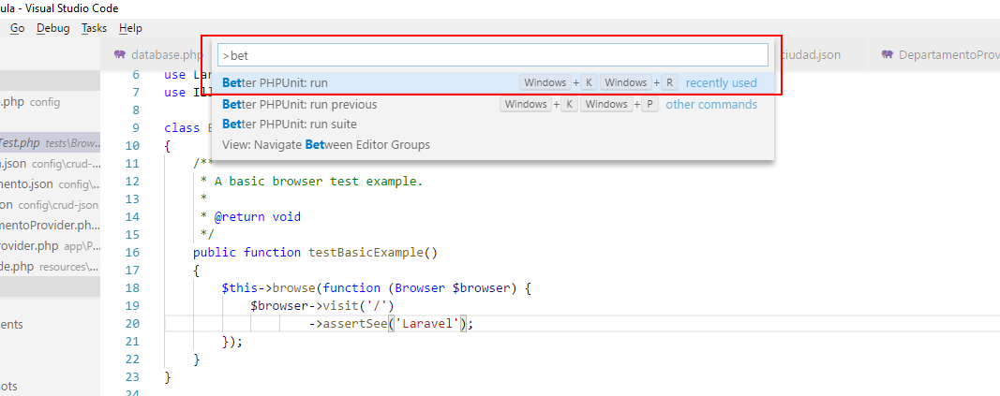 ula - Visual Studio Code
Go Debug Tasks Help
database.php
ciudad.json
DepartamentoProv
>bet
Better PHPUnit: run Windows + K Windows + R recently used
Better PHPUnit: run previous Windows + K Windows + P other commands
Better PHPUnit: run suite
View: Navigate Between Editor Groups
e.php config
Test.php tests\Brow...
.json config\crud-...
mento.json config\...
on config\crud-json
mentoProvider.ph...
ovider.php app\P...
de.php resources\...
ents
ots
6 use La
7 use Ill
8
9 class
10 {
11 /**
12 * A basic browser test example.
13 *
14 * @return void
15 */
16 public function testBasicExample()
17 {
18 $this->browse(function (Browser $browser) {
19 $browser->visit('/')
20 ->assertSee('Laravel');
21 });
22 }
23 }
24